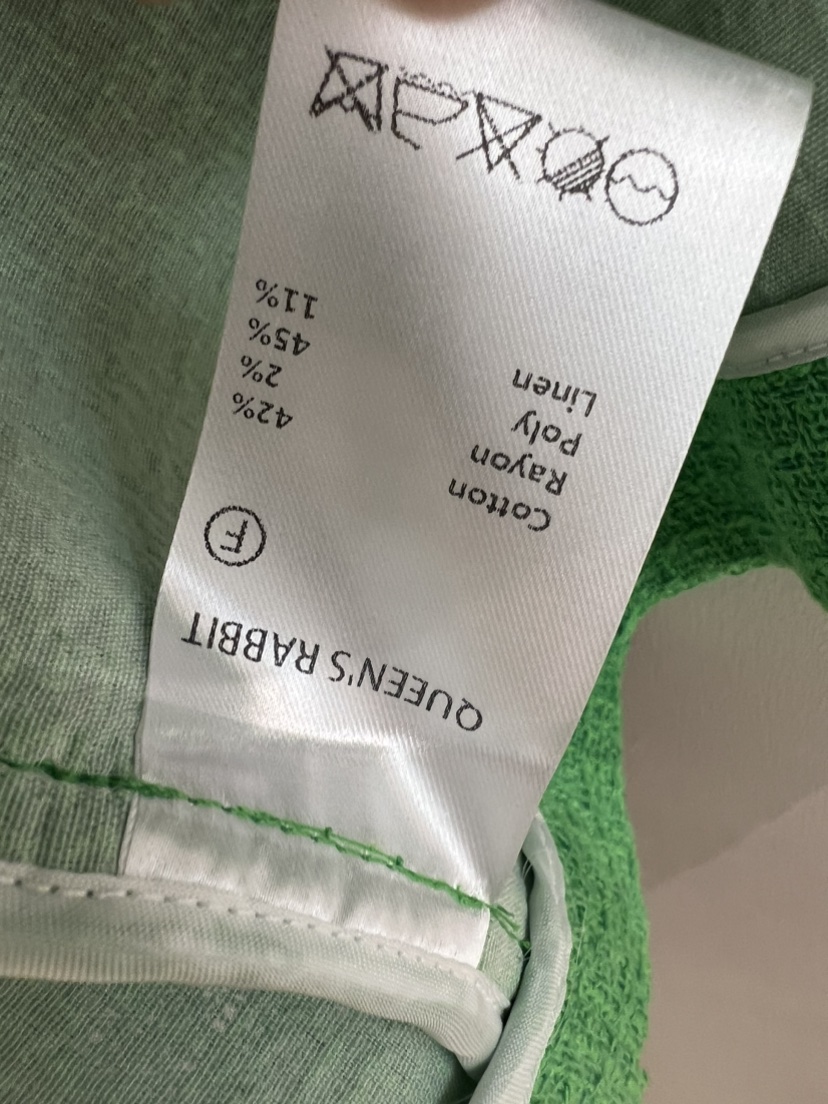 QUEEN'S RABBIT
F
Cotton 42%
Rayon 2%
Poly 45%
Linen 11%